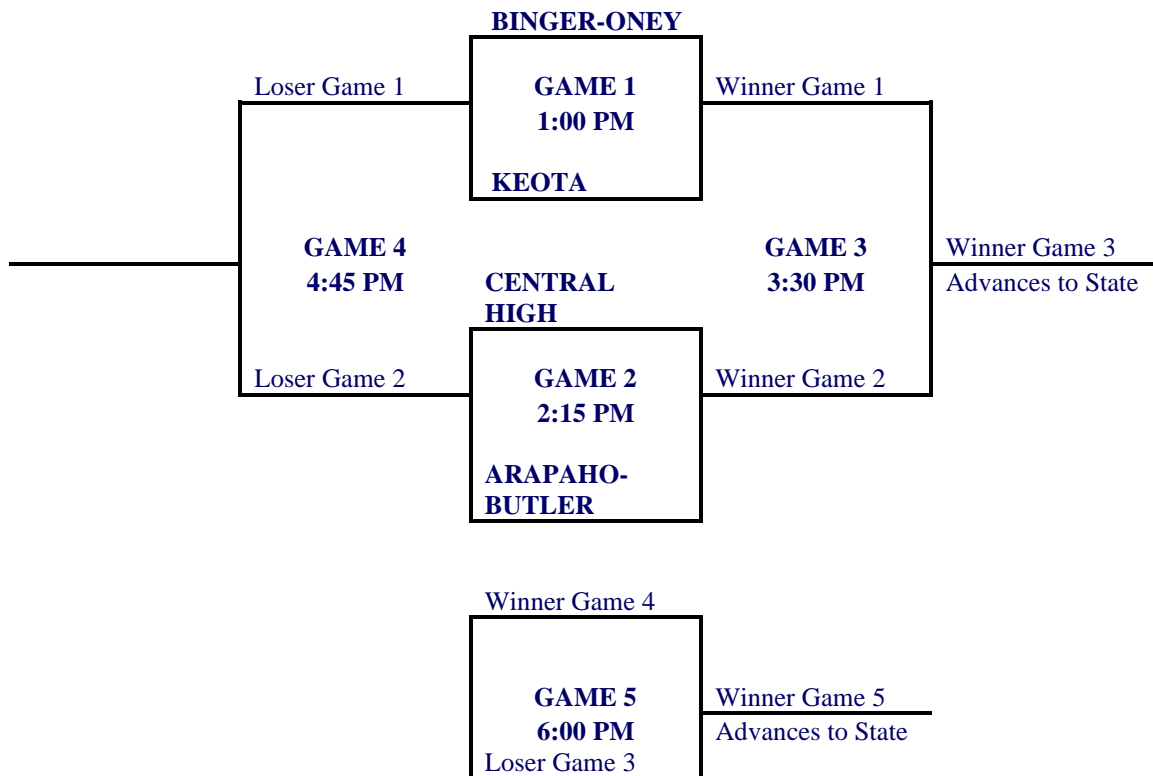 BINGER-ONEY
Loser Game 1
GAME 1
Winner Game 1
1:00 PM
KEOTA
GAME 4
GAME 3
Winner Game 3
4:45 PM
CENTRAL
3:30 PM
Advances to State
HIGH
Loser Game 2
GAME 2
Winner Game 2
2:15 PM
ARAPAHO-
BUTLER
Winner Game 4
GAME 5
Winner Game 5
6:00 PM
Advances to State
Loser Game 3